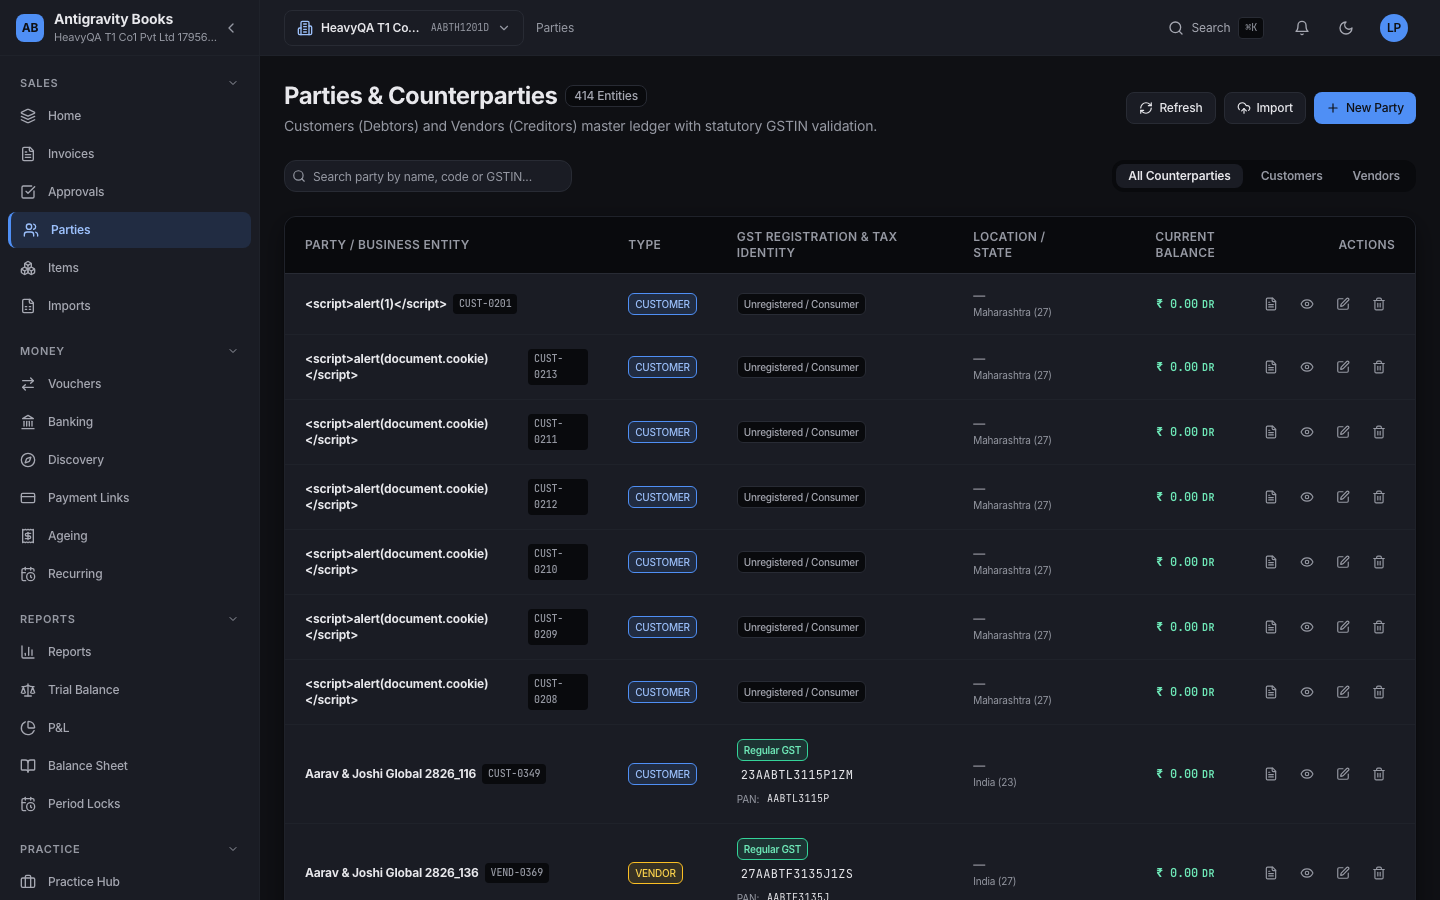 AB
Antigravity Books
HeavyQA T1 Co1 Pvt Ltd 17956...
HeavyQA T1 Co... AABTH1201D
Parties
Search ⌘K
LP
SALES
Home
Invoices
Approvals
Parties
Items
Imports
MONEY
Vouchers
Banking
Discovery
Payment Links
Ageing
Recurring
REPORTS
Reports
Trial Balance
P&L
Balance Sheet
Period Locks
PRACTICE
Practice Hub
Parties & Counterparties 414 Entities
Customers (Debtors) and Vendors (Creditors) master ledger with statutory GSTIN validation.
Refresh
Import
New Party
Search party by name, code or GSTIN...
All Counterparties
Customers
Vendors
PARTY / BUSINESS ENTITY
TYPE
GST REGISTRATION & TAX
IDENTITY
LOCATION /
STATE
CURRENT
BALANCE
ACTIONS
<script>alert(1)</script> CUST-0201
CUSTOMER
Unregistered / Consumer
—
Maharashtra (27)
₹ 0.00 DR
<script>alert(document.cookie)
</script>
CUST-
0213
CUSTOMER
Unregistered / Consumer
—
Maharashtra (27)
₹ 0.00 DR
<script>alert(document.cookie)
</script>
CUST-
0211
CUSTOMER
Unregistered / Consumer
—
Maharashtra (27)
₹ 0.00 DR
<script>alert(document.cookie)
</script>
CUST-
0212
CUSTOMER
Unregistered / Consumer
—
Maharashtra (27)
₹ 0.00 DR
<script>alert(document.cookie)
</script>
CUST-
0210
CUSTOMER
Unregistered / Consumer
—
Maharashtra (27)
₹ 0.00 DR
<script>alert(document.cookie)
</script>
CUST-
0209
CUSTOMER
Unregistered / Consumer
—
Maharashtra (27)
₹ 0.00 DR
<script>alert(document.cookie)
</script>
CUST-
0208
CUSTOMER
Unregistered / Consumer
—
Maharashtra (27)
₹ 0.00 DR
Aarav & Joshi Global 2826_116 CUST-0349
CUSTOMER
Regular GST
23AABTL3115P1ZM
PAN: AABTL3115P
—
India (23)
₹ 0.00 DR
Aarav & Joshi Global 2826_136 VEND-0369
VENDOR
Regular GST
27AABTF3135J1ZS
PAN: AABTF3135J
—
India (27)
₹ 0.00 DR